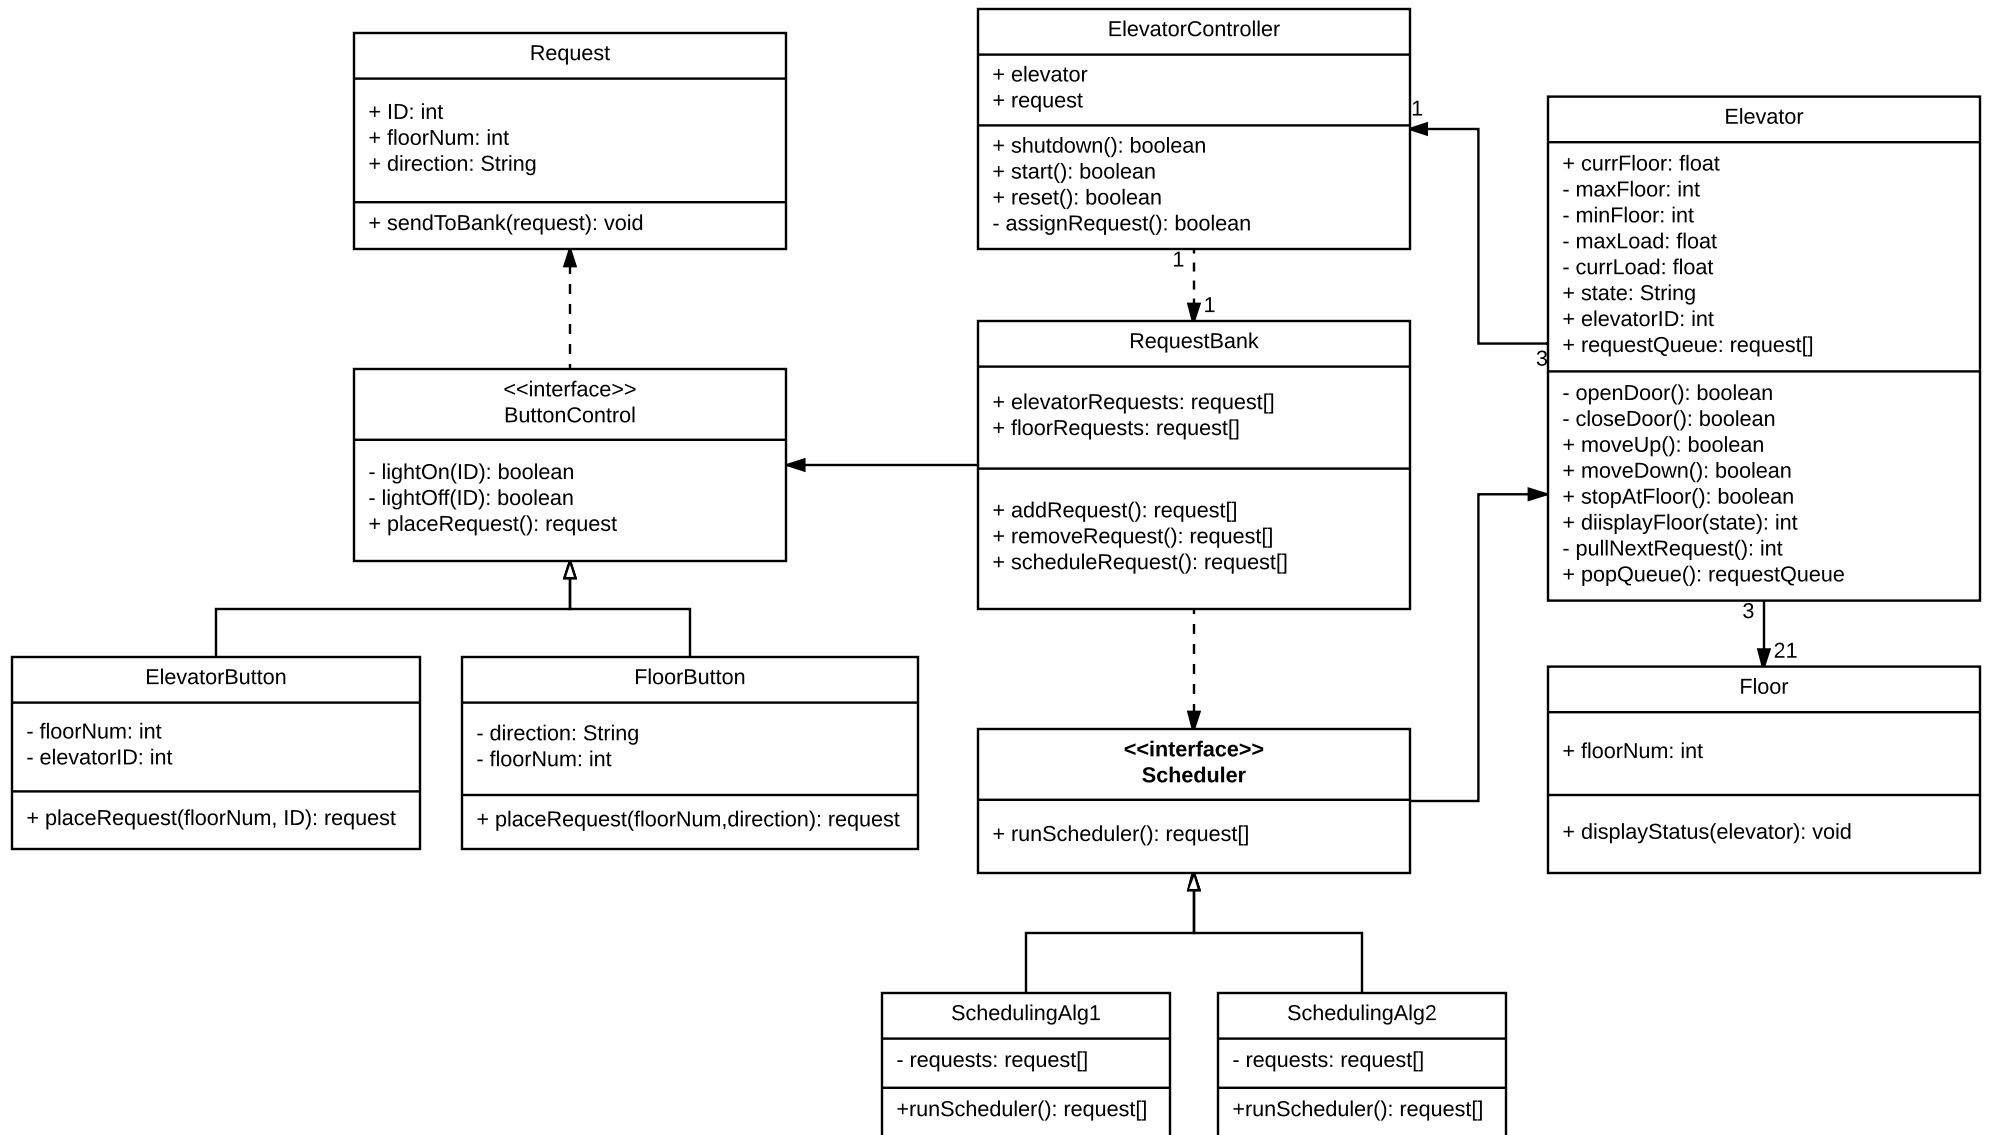 Request
+ ID: int
+ floorNum: int
+ direction: String
+ sendToBank(request): void
ElevatorController
+ elevator
+ request
+ shutdown(): boolean
+ start(): boolean
+ reset(): boolean
- assignRequest(): boolean
1
1
1
Elevator
+ currFloor: float
- maxFloor: int
- minFloor: int
- maxLoad: float
- currLoad: float
+ state: String
+ elevatorID: int
+ requestQueue: request[]
3
- openDoor(): boolean
- closeDoor(): boolean
+ moveUp(): boolean
+ moveDown(): boolean
+ stopAtFloor(): boolean
+ diisplayFloor(state): int
- pullNextRequest(): int
+ popQueue(): requestQueue
3
21
<<interface>>
ButtonControl
- lightOn(ID): boolean
- lightOff(ID): boolean
+ placeRequest(): request
RequestBank
+ elevatorRequests: request[]
+ floorRequests: request[]
+ addRequest(): request[]
+ removeRequest(): request[]
+ scheduleRequest(): request[]
ElevatorButton
- floorNum: int
- elevatorID: int
+ placeRequest(floorNum, ID): request
FloorButton
- direction: String
- floorNum: int
+ placeRequest(floorNum,direction): request
<<interface>>
Scheduler
+ runScheduler(): request[]
Floor
+ floorNum: int
+ displayStatus(elevator): void
SchedulingAlg1
- requests: request[]
+runScheduler(): request[]
SchedulingAlg2
- requests: request[]
+runScheduler(): request[]